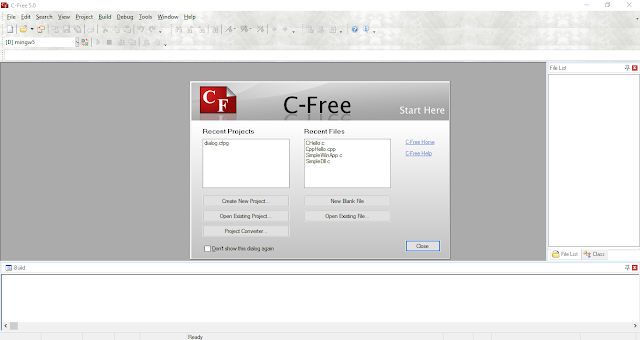 C-Free 5.0
File Edit Search View Project Build Debug Tools Window Help
[D] mingw5
File List
CF
C-Free
Start Here
Recent Projects
dialog.cfpg
Recent Files
CHello.c
CppHello.cpp
SimpleWinApp.c
SimpleDll.c
C-Free Home
C-Free Help
Create New Project...
Open Existing Project...
Project Converter...
New Blank File
Open Existing File...
Don't show this dialog again
Close
File List
Class
Build
Ready